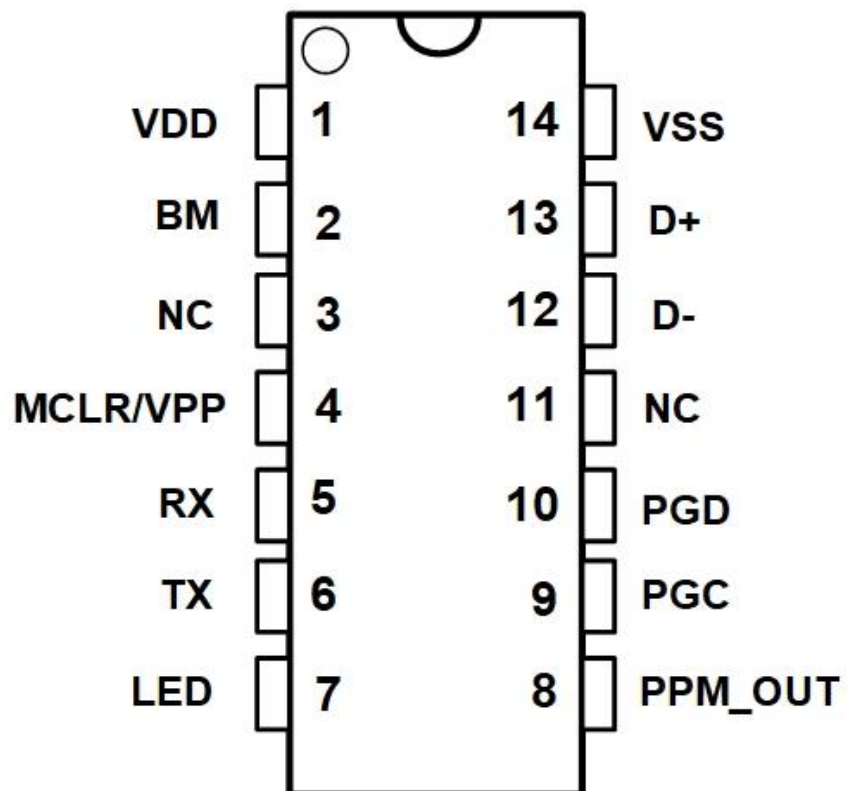 VDD 1 14 VSS
BM 2 13 D+
NC 3 12 D-
MCLR/VPP 4 11 NC
RX 5 10 PGD
TX 6 9 PGC
LED 7 8 PPM_OUT